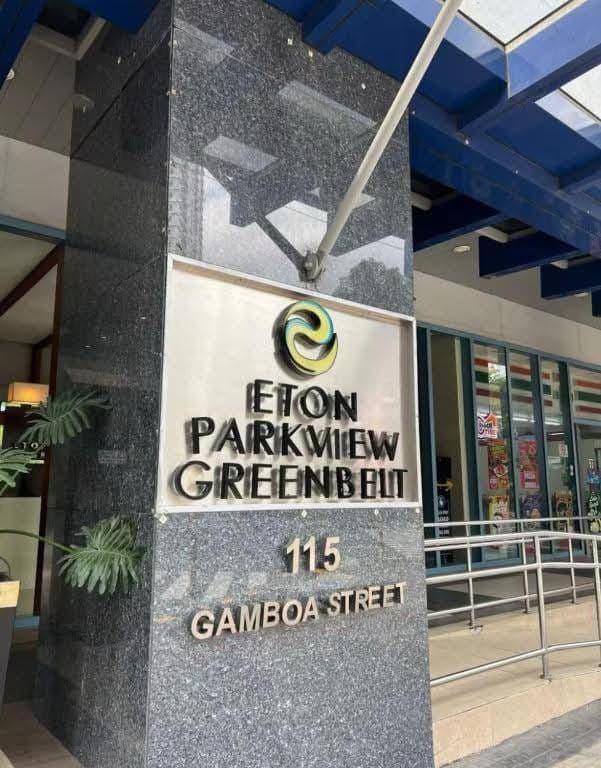 ETON
PARKVIEW
GREENBELT
115
GAMBOA STREET